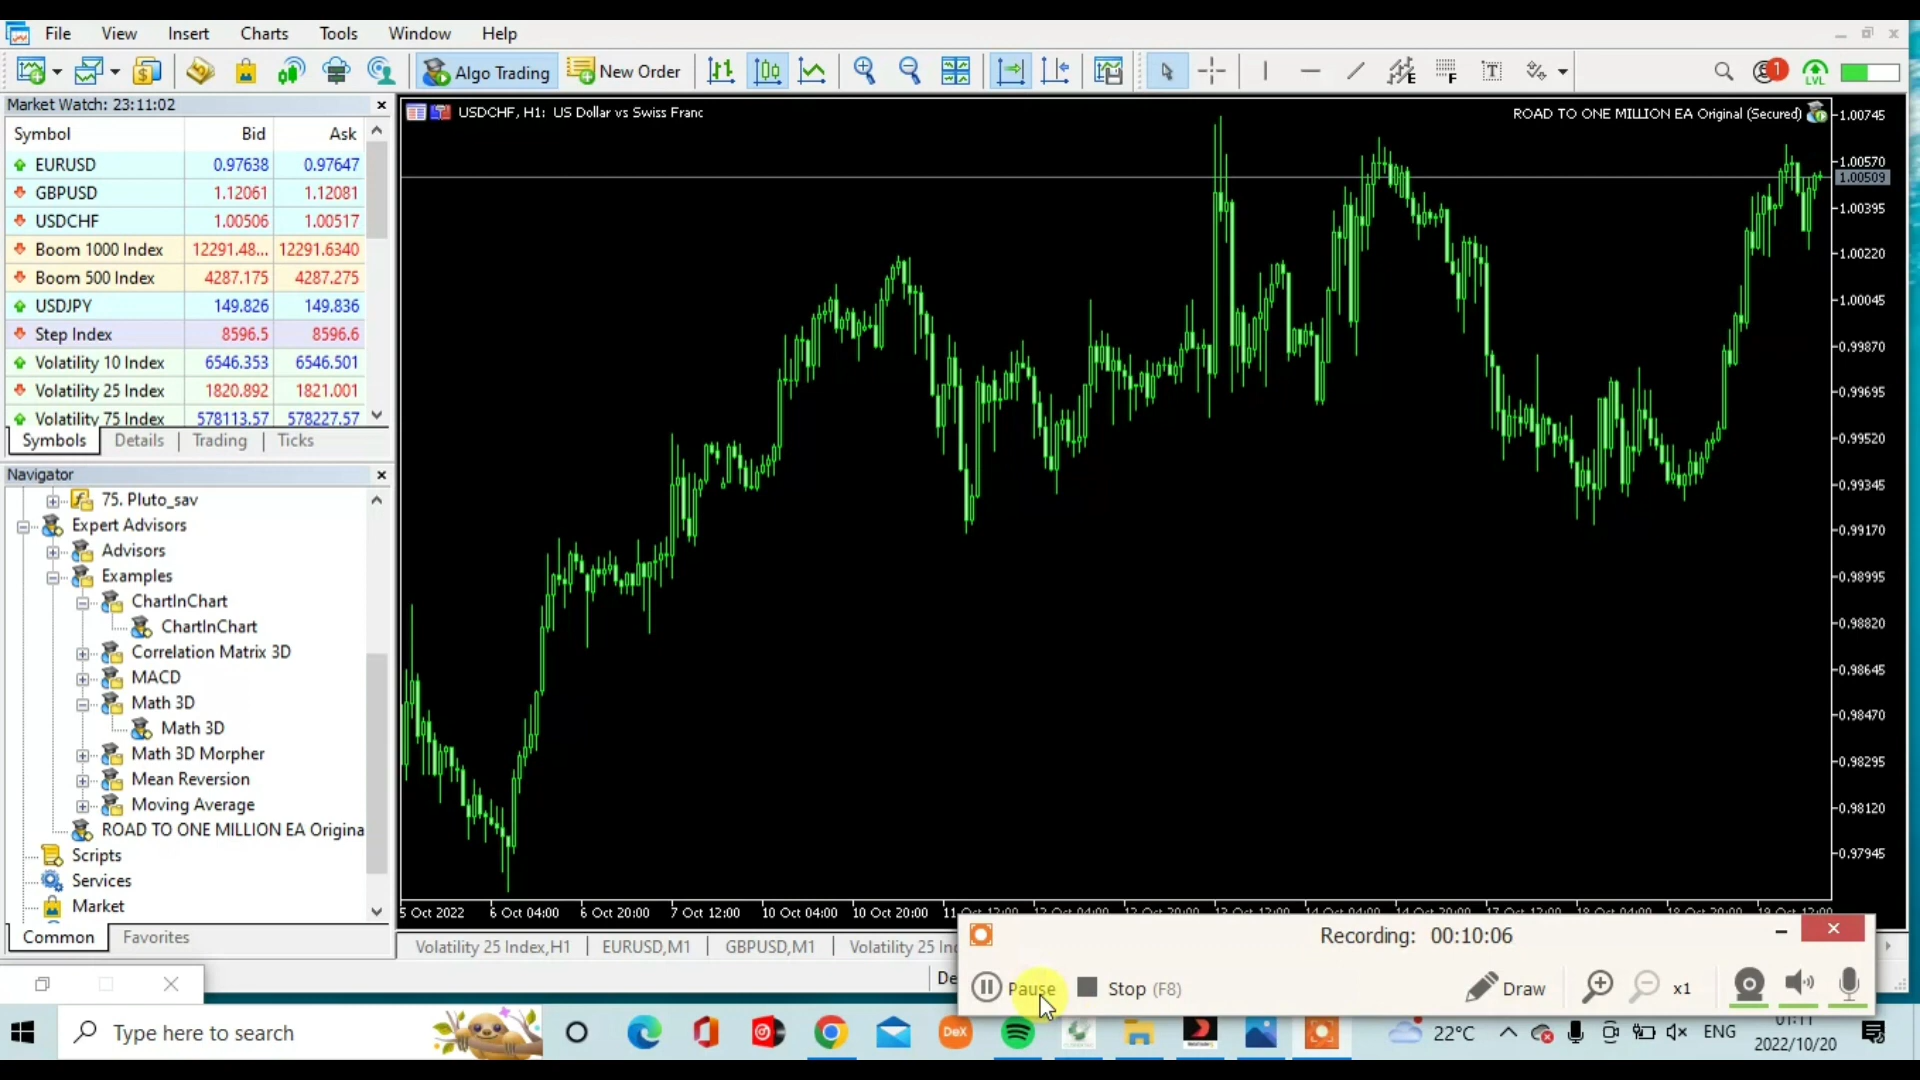 File View Insert Charts Tools Window Help
Algo Trading New Order
E F T 1 LVL
Market Watch: 23:11:02
Symbol Bid Ask
EURUSD 0.97638 0.97647
GBPUSD 1.12061 1.12081
USDCHF 1.00506 1.00517
Boom 1000 Index 12291.48... 12291.6340
Boom 500 Index 4287.175 4287.275
USDJPY 149.826 149.836
Step Index 8596.5 8596.6
Volatility 10 Index 6546.353 6546.501
Volatility 25 Index 1820.892 1821.001
Volatility 75 Index 578113.57 578227.57
Symbols Details Trading Ticks
Navigator
75. Pluto_sav
Expert Advisors
Advisors
Examples
ChartInChart
ChartInChart
Correlation Matrix 3D
MACD
Math 3D
Math 3D
Math 3D Morpher
Mean Reversion
Moving Average
ROAD TO ONE MILLION EA Origina
Scripts
Services
Market
Common Favorites
USDCHF, H1: US Dollar vs Swiss Franc
ROAD TO ONE MILLION EA Original (Secured)
1.00745
1.00570
1.00509
1.00395
1.00220
1.00045
0.99870
0.99695
0.99520
0.99345
0.99170
0.98995
0.98820
0.98645
0.98470
0.98295
0.98120
0.97945
5 Oct 2022 6 Oct 04:00 6 Oct 20:00 7 Oct 12:00 10 Oct 04:00 10 Oct 20:00
Volatility 25 Index,H1 EURUSD,M1 GBPUSD,M1 Volatility 25 In
De
Recording: 00:10:06
Pause Stop (F8) Draw x1
Type here to search
DeX
22°C ENG
01:11
2022/10/20